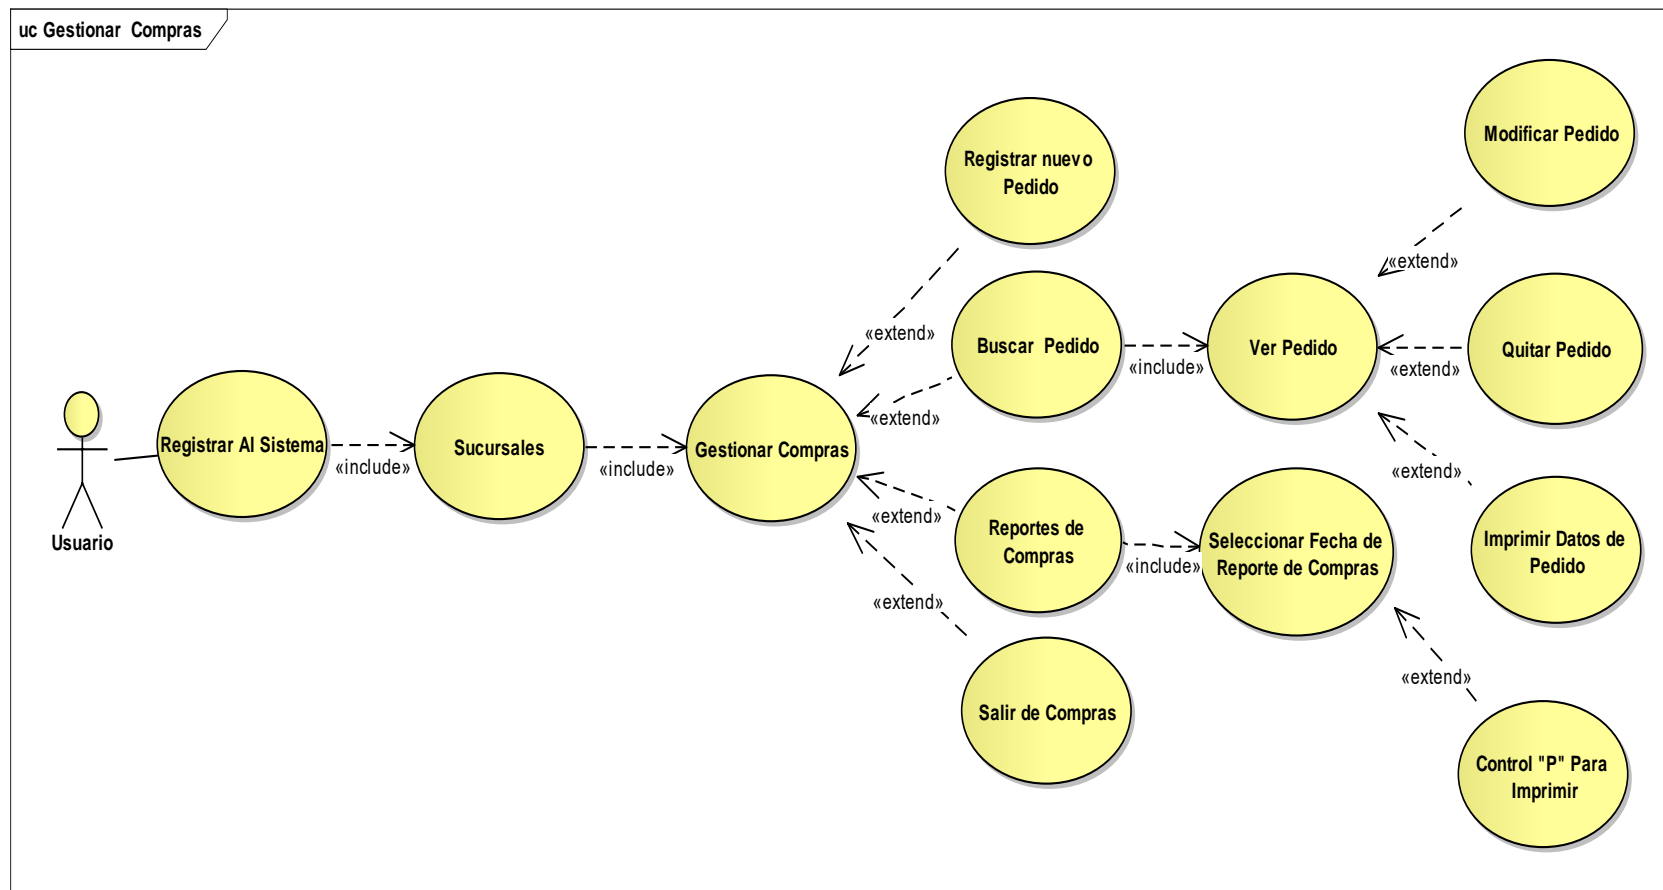 uc Gestionar Compras
Usuario
Registrar Al Sistema
«include»
Sucursales
«include»
Gestionar Compras
«extend»
«extend»
«extend»
«extend»
Registrar nuevo
Pedido
Buscar Pedido
«include»
Ver Pedido
Reportes de
Compras
«include»
Seleccionar Fecha de
Reporte de Compras
Salir de Compras
«extend»
«extend»
«extend»
Modificar Pedido
Quitar Pedido
Imprimir Datos de
Pedido
«extend»
Control "P" Para
Imprimir